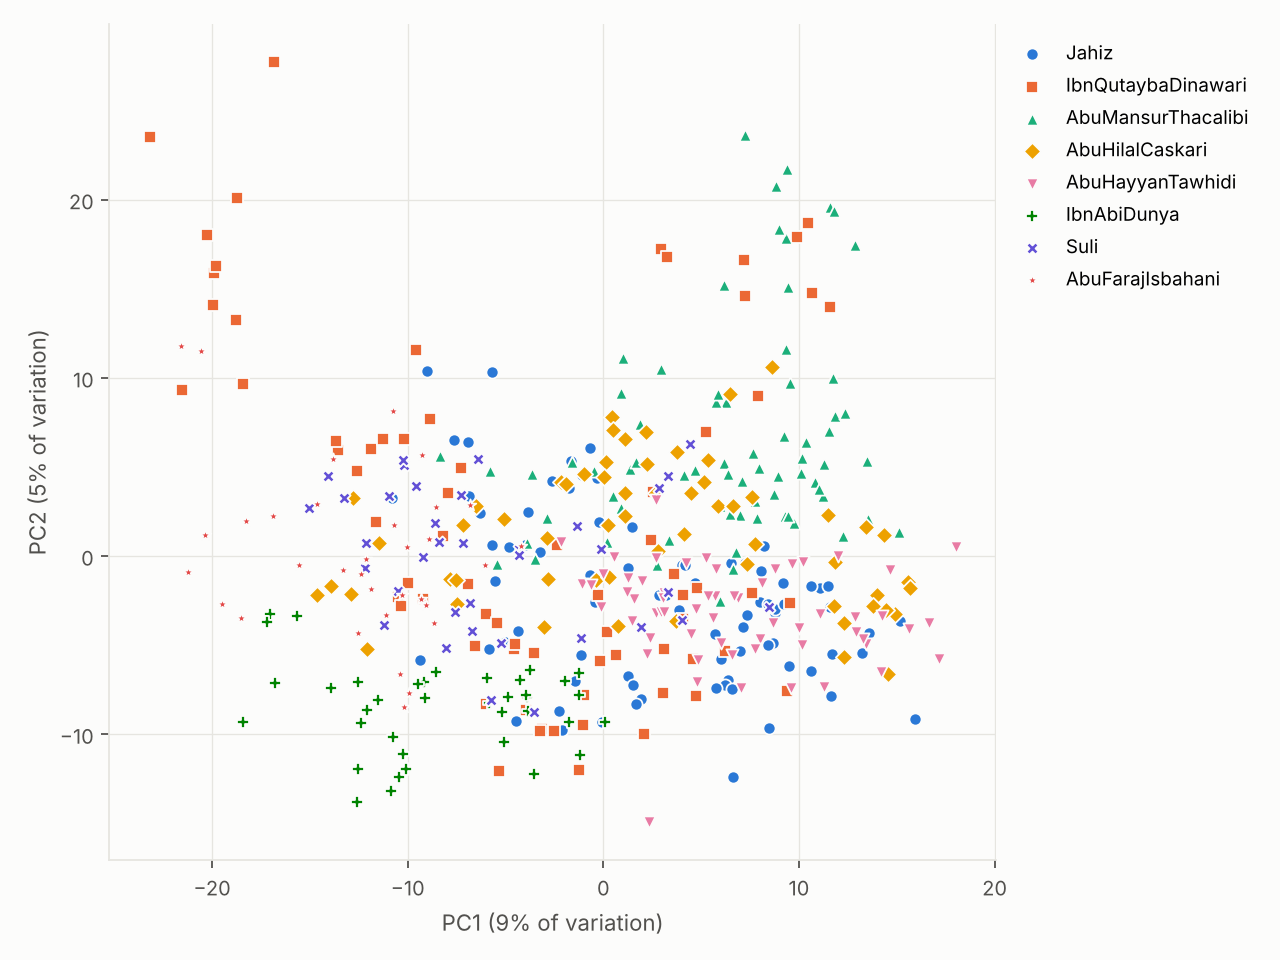 Jahiz
IbnQutaybaDinawari
AbuMansurThacalibi
AbuHilalCaskari
AbuHayyanTawhidi
IbnAbiDunya
Suli
AbuFarajIsbahani
20
10
0
−10
PC2 (5% of variation)
−20
−10
0
10
20
PC1 (9% of variation)